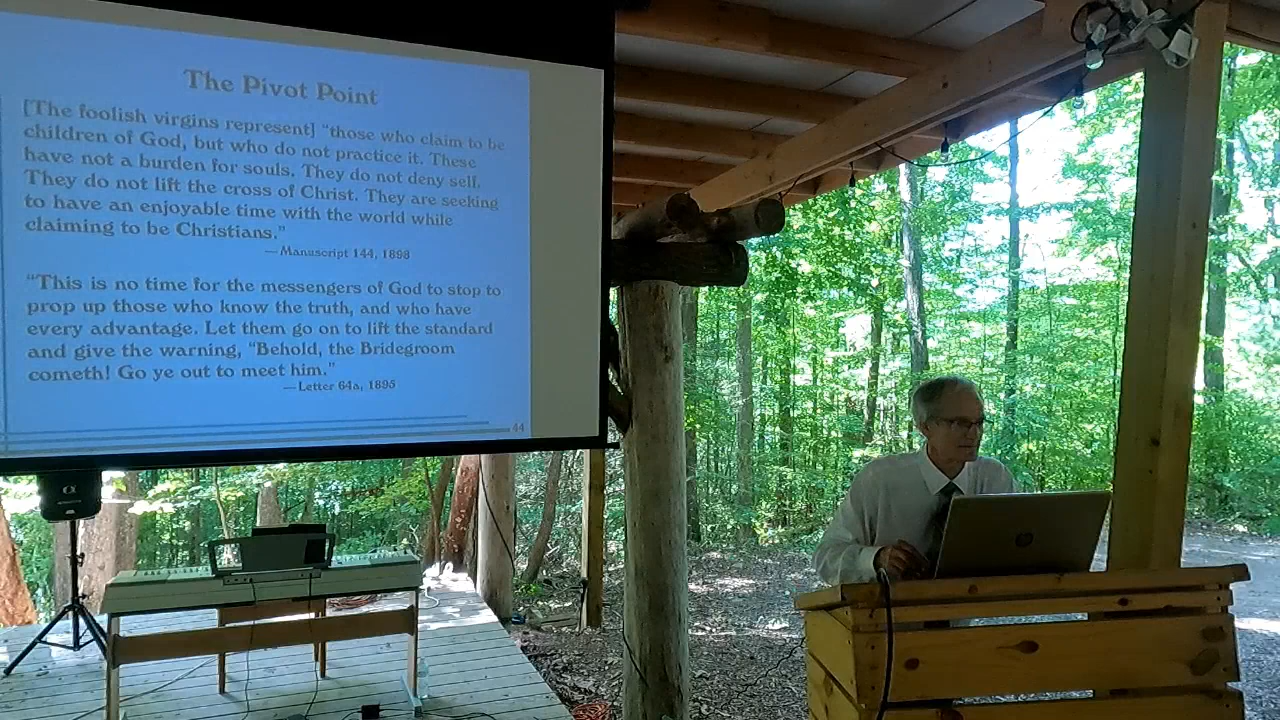 The Pivot Point
[The foolish virgins represent] “those who claim to be
children of God, but who do not practice it. These
have not a burden for souls. They do not deny self.
They do not lift the cross of Christ. They are seeking
to have an enjoyable time with the world while
claiming to be Christians.”
—Manuscript 144, 1898
“This is no time for the messengers of God to stop to
prop up those who know the truth, and who have
every advantage. Let them go on to lift the standard
and give the warning, “Behold, the Bridegroom
cometh! Go ye out to meet him.”
—Letter 64a, 1895
44
hp